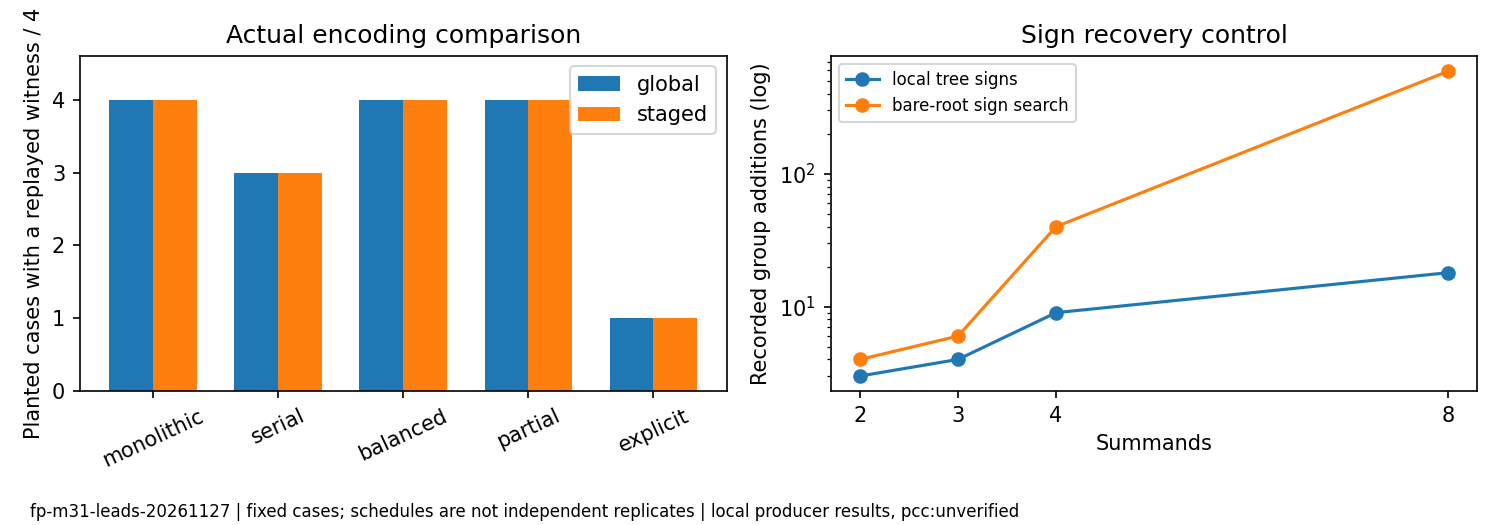 Actual encoding comparison
Planted cases with a replayed witness / 4
4
3
2
1
0
global
staged
monolithic
serial
balanced
partial
explicit
Sign recovery control
Recorded group additions (log)
10²
10¹
local tree signs
bare-root sign search
2
3
4
8
Summands
fp-m31-leads-20261127 | fixed cases; schedules are not independent replicates | local producer results, pcc:unverified